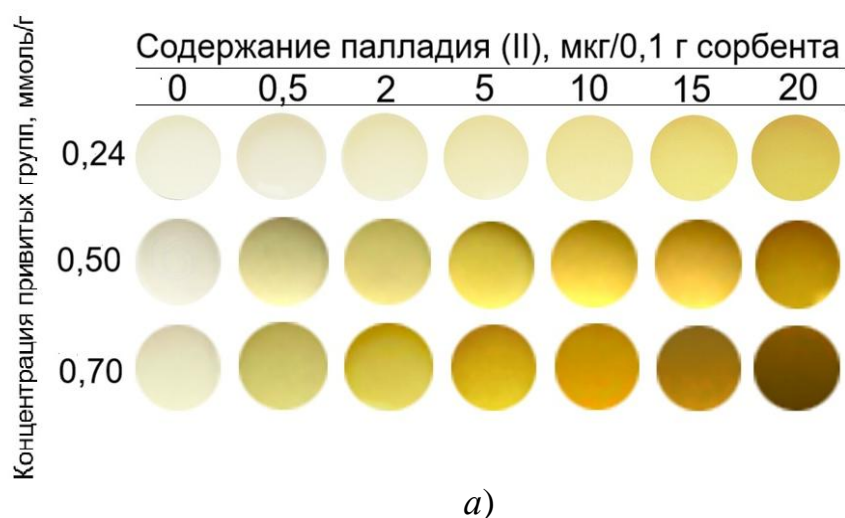 Содержание палладия (II), мкг/0,1 г сорбента
0 0,5 2 5 10 15 20
Концентрация привитых групп, ммоль/г
0,24
0,50
0,70
а)